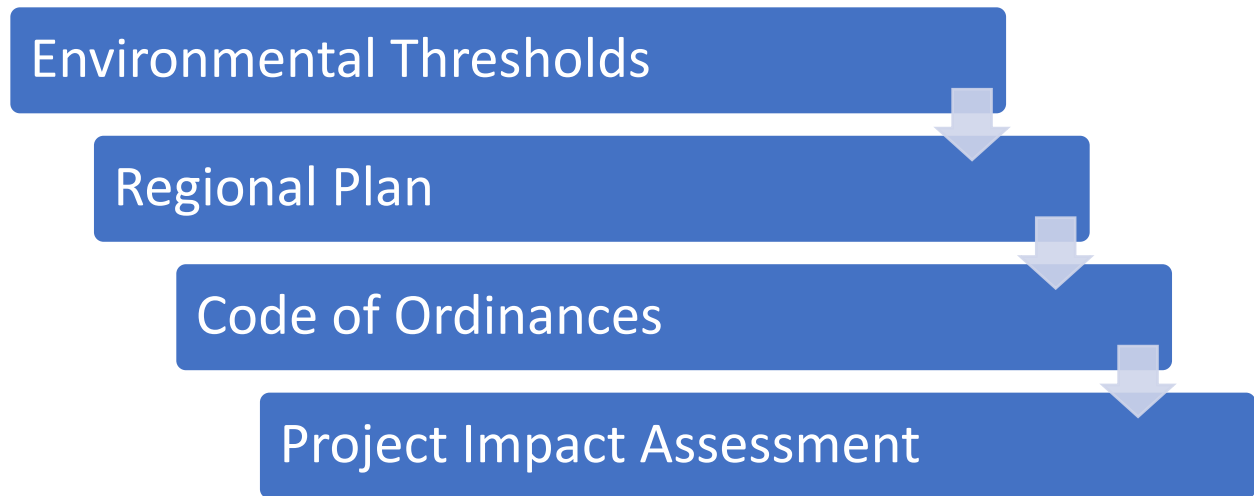 Environmental Thresholds
Regional Plan
Code of Ordinances
Project Impact Assessment